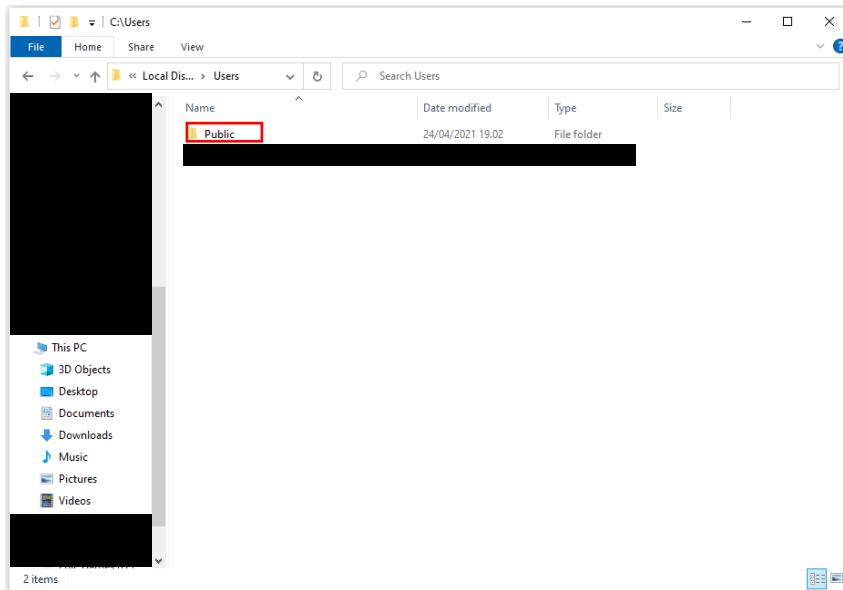 C:\Users
File Home Share View
« Local Dis... › Users
Search Users
Name Date modified Type Size
Public 24/04/2021 19.02 File folder
This PC
3D Objects
Desktop
Documents
Downloads
Music
Pictures
Videos
2 items